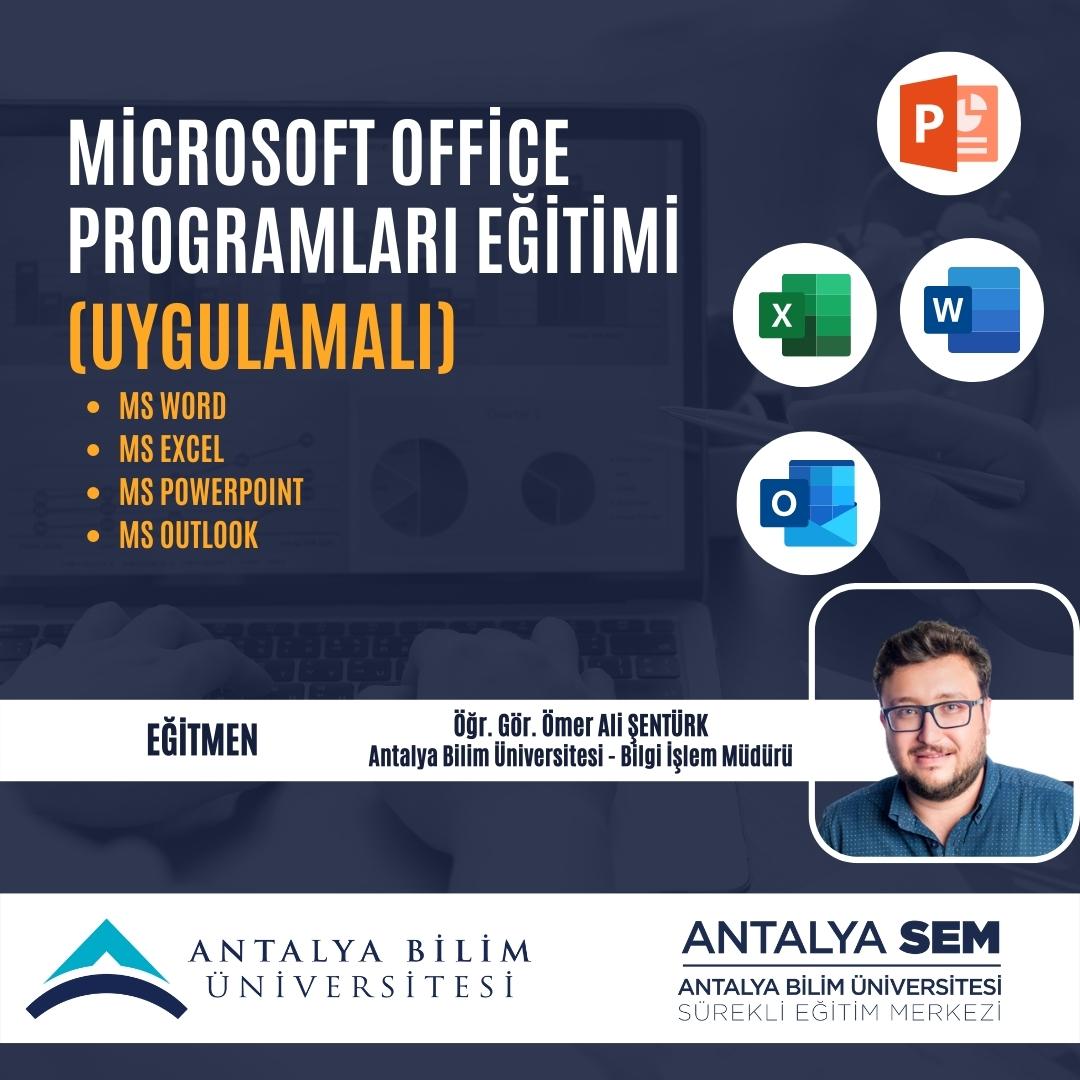 MİCROSOFT OFFİCE
PROGRAMLARI EĞİTİMİ
(UYGULAMALI)
• MS WORD
• MS EXCEL
• MS POWERPOINT
• MS OUTLOOK
P
X
W
O
EĞİTMEN
Öğr. Gör. Ömer Ali ŞENTÜRK
Antalya Bilim Üniversitesi - Bilgi İşlem Müdürü
ANTALYA BİLİM
ÜNİVERSİTESİ
ANTALYA SEM
ANTALYA BİLİM ÜNİVERSİTESİ
SÜREKLİ EĞİTİM MERKEZİ